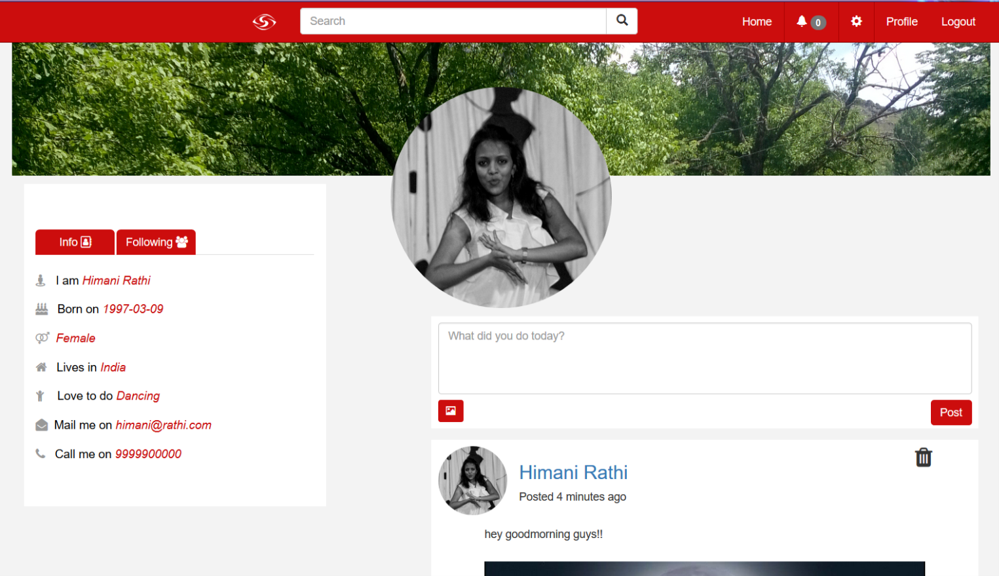 Search
Home
0
Profile
Logout
Info
Following
I am Himani Rathi
Born on 1997-03-09
Female
Lives in India
Love to do Dancing
Mail me on himani@rathi.com
Call me on 9999900000
What did you do today?
Post
Himani Rathi
Posted 4 minutes ago
hey goodmorning guys!!